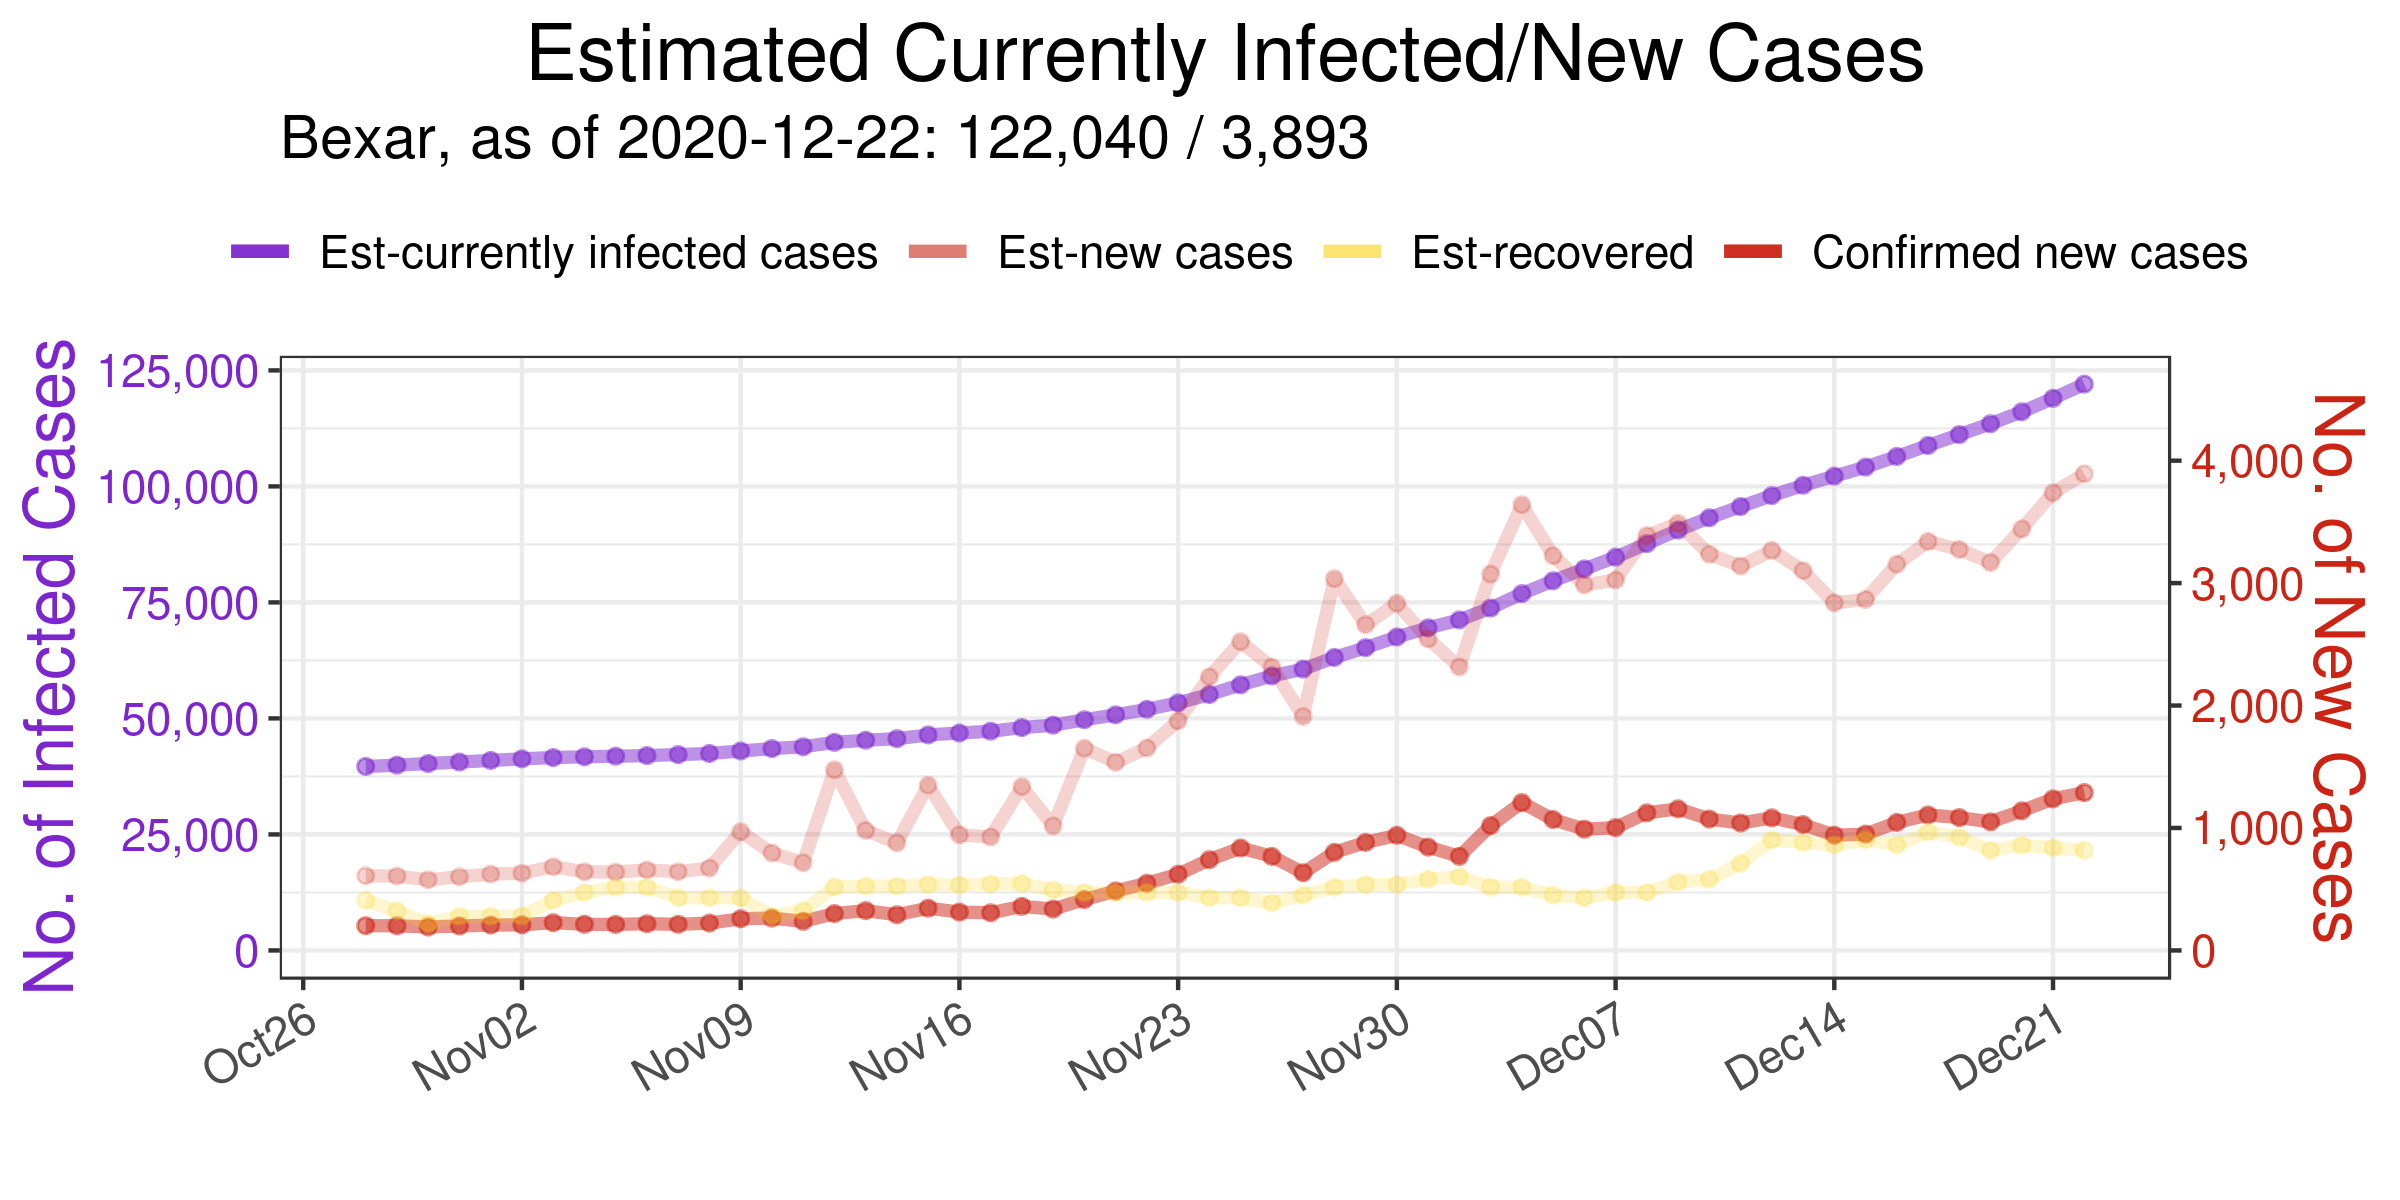 Estimated Currently Infected/New Cases
Bexar, as of 2020-12-22: 122,040 / 3,893
Est-currently infected cases Est-new cases Est-recovered Confirmed new cases
No. of Infected Cases
125,000
100,000
75,000
50,000
25,000
0
No. of New Cases
4,000
3,000
2,000
1,000
0
Oct26 Nov02 Nov09 Nov16 Nov23 Nov30 Dec07 Dec14 Dec21